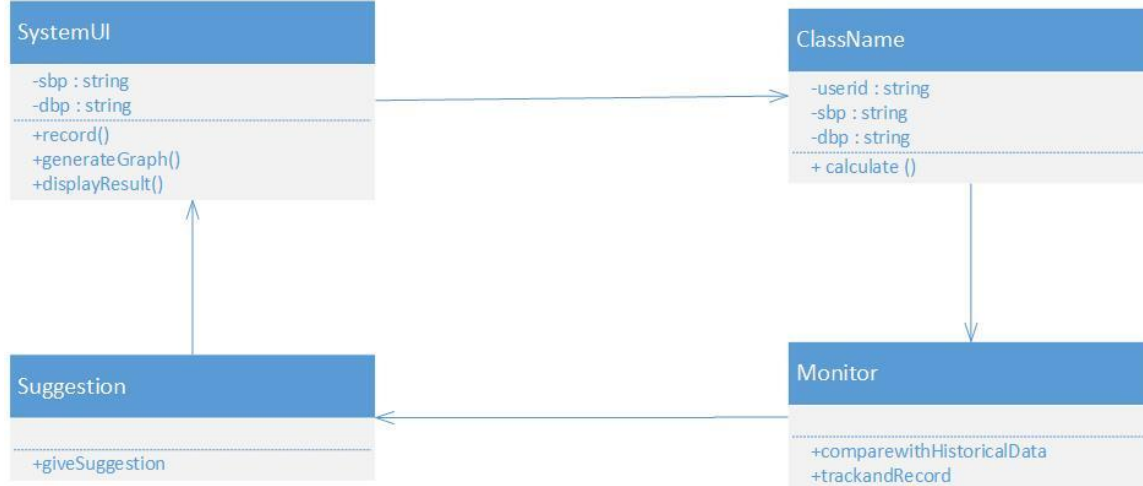 SystemUI
-sbp : string
-dbp : string
+record()
+generateGraph()
+displayResult()
ClassName
-userid : string
-sbp : string
-dbp : string
+ calculate ()
Suggestion
+giveSuggestion
Monitor
+comparewithHistoricalData
+trackandRecord